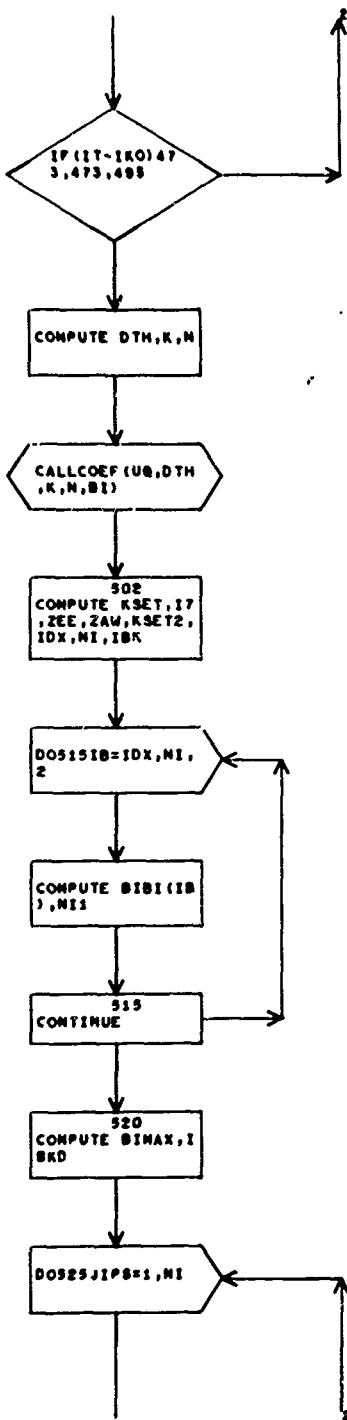 2
IF(IT-IKO)47
3,473,495
COMPUTE DTH,K,N
CALLCOEF(UQ,DTH
,K,N,BI)
502
COMPUTE KSET,I7
,ZEE,ZAW,KSET2,
IDX,NI,IBK
DO515IB=IDX,NI,
2
COMPUTE BIBI(IB
),NI1
515
CONTINUE
520
COMPUTE BIMAX,I
BKD
DO525JIPS=1,NI